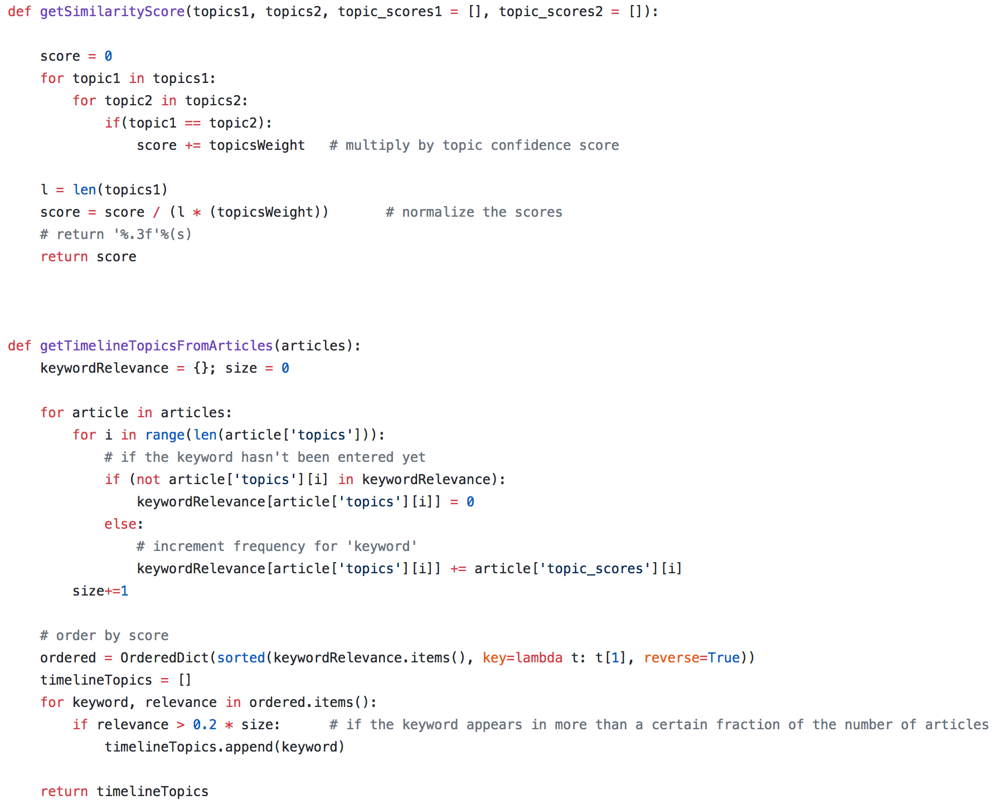 def getSimilarityScore(topics1, topics2, topic_scores1 = [], topic_scores2 = []):

    score = 0
    for topic1 in topics1:
        for topic2 in topics2:
            if(topic1 == topic2):
                score += topicsWeight   # multiply by topic confidence score

    l = len(topics1)
    score = score / (l * (topicsWeight))       # normalize the scores
    # return '%.3f'%(s)
    return score

def getTimelineTopicsFromArticles(articles):
    keywordRelevance = {}; size = 0

    for article in articles:
        for i in range(len(article['topics'])):
            # if the keyword hasn't been entered yet
            if (not article['topics'][i] in keywordRelevance):
                keywordRelevance[article['topics'][i]] = 0
            else:
                # increment frequency for 'keyword'
                keywordRelevance[article['topics'][i]] += article['topic_scores'][i]
        size+=1

    # order by score
    ordered = OrderedDict(sorted(keywordRelevance.items(), key=lambda t: t[1], reverse=True))
    timelineTopics = []
    for keyword, relevance in ordered.items():
        if relevance > 0.2 * size:      # if the keyword appears in more than a certain fraction of the number of articles
            timelineTopics.append(keyword)

    return timelineTopics